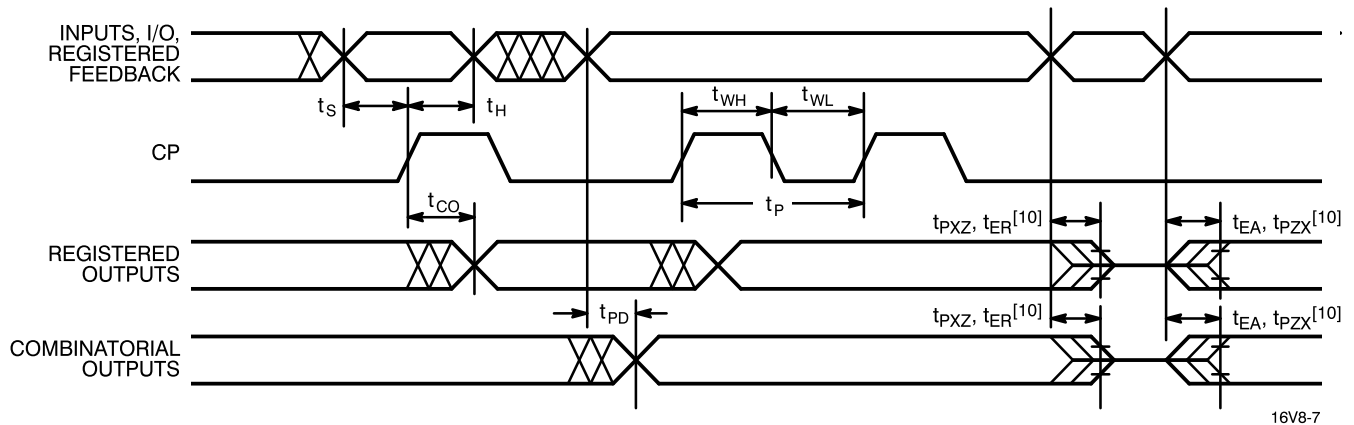 INPUTS, I/O,
REGISTERED
FEEDBACK
tS
tH
tWH
tWL
CP
tCO
tP
tPXZ, tER[10]
tEA, tPZX[10]
REGISTERED
OUTPUTS
tPD
tPXZ, tER[10]
tEA, tPZX[10]
COMBINATORIAL
OUTPUTS
16V8-7